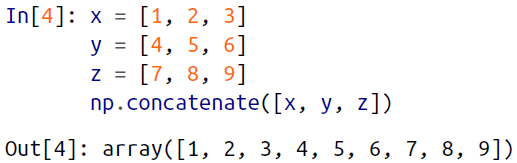 In[4]: x = [1, 2, 3]
y = [4, 5, 6]
z = [7, 8, 9]
np.concatenate([x, y, z])
Out[4]: array([1, 2, 3, 4, 5, 6, 7, 8, 9])